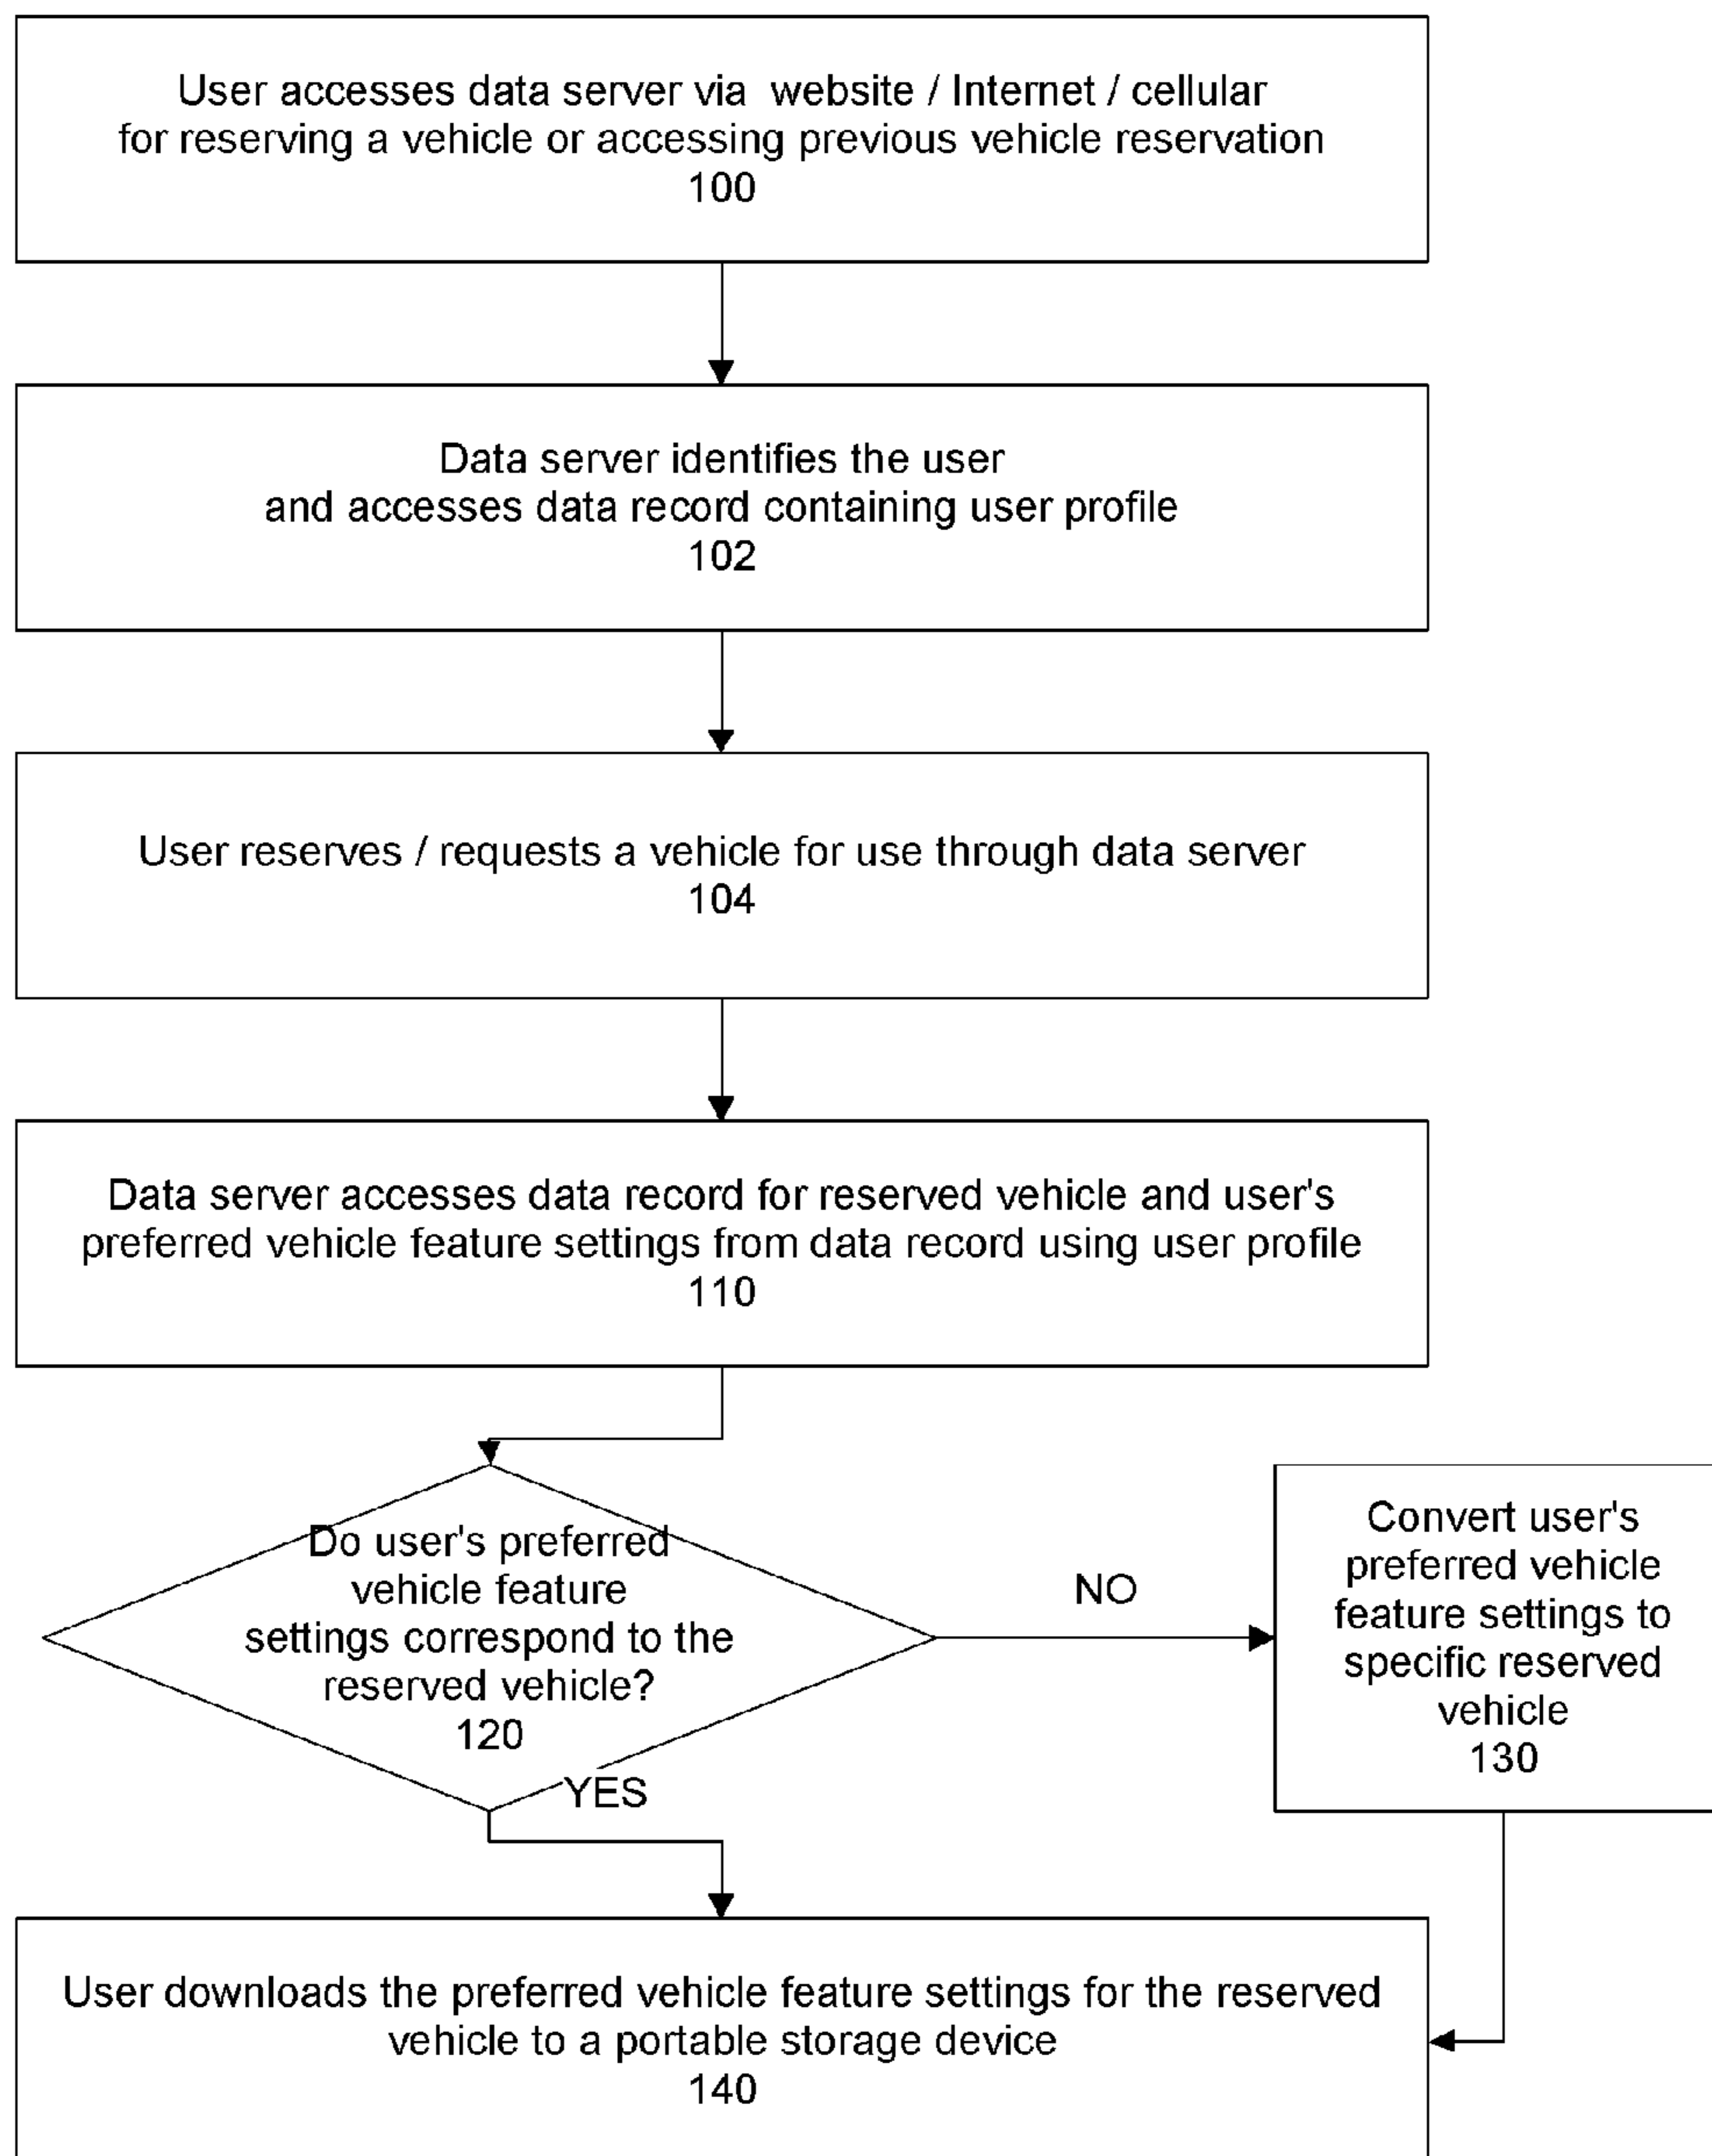 User accesses data server via website / Internet / cellular
for reserving a vehicle or accessing previous vehicle reservation
100
Data server identifies the user
and accesses data record containing user profile
102
User reserves / requests a vehicle for use through data server
104
Data server accesses data record for reserved vehicle and user's
preferred vehicle feature settings from data record using user profile
110
Do user's preferred
vehicle feature
settings correspond to the
reserved vehicle?
120
NO
Convert user's
preferred vehicle
feature settings to
specific reserved
vehicle
130
YES
User downloads the preferred vehicle feature settings for the reserved
vehicle to a portable storage device
140